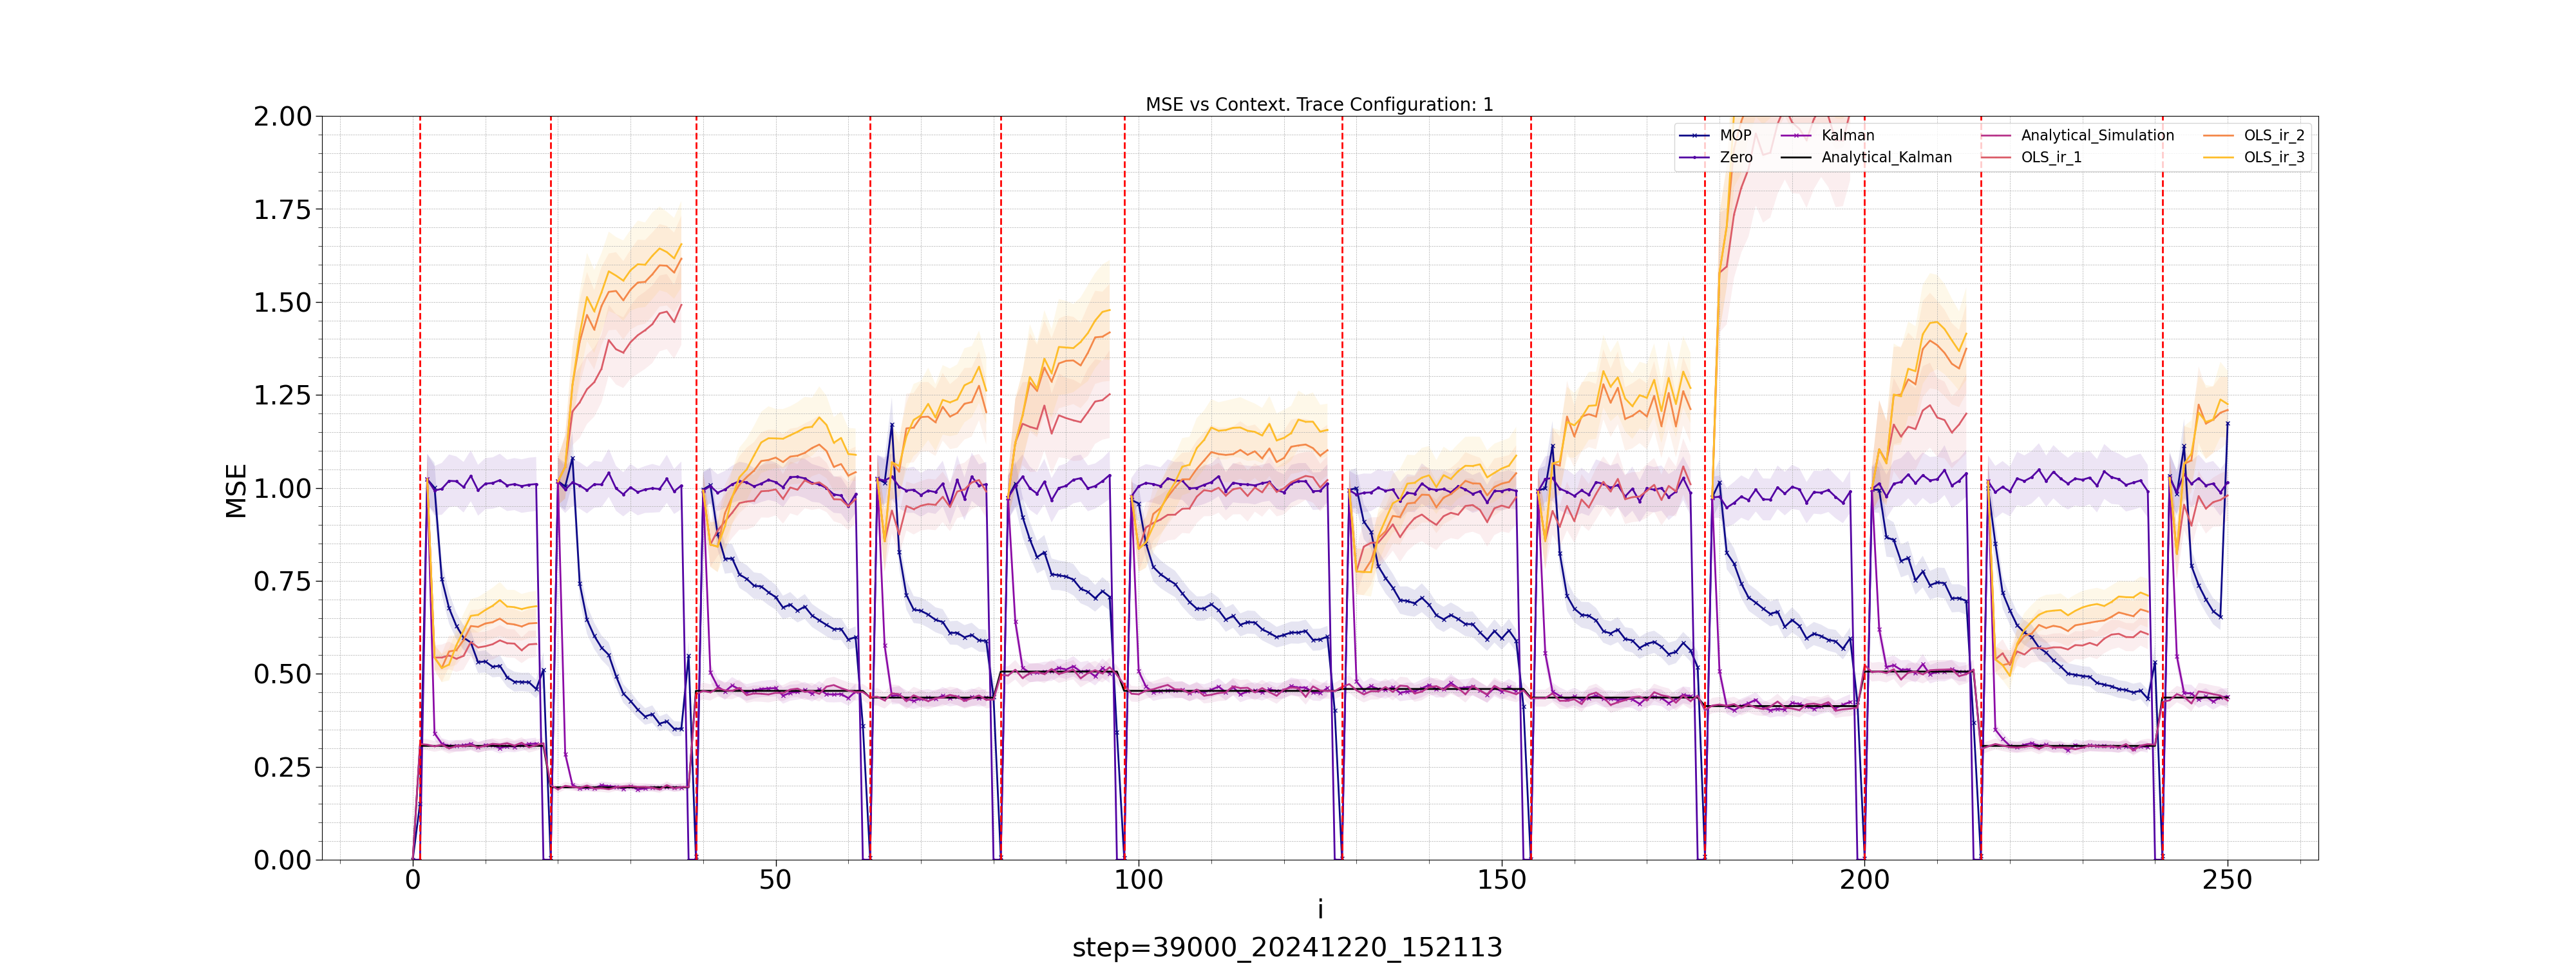 MSE vs Context. Trace Configuration: 1
2.00
1.75
1.50
1.25
1.00
0.75
0.50
0.25
0.00
MSE
MOP Kalman Analytical_Simulation OLS_ir_2
Zero Analytical_Kalman OLS_ir_1 OLS_ir_3
0 50 100 150 200 250
i
step=39000_20241220_152113